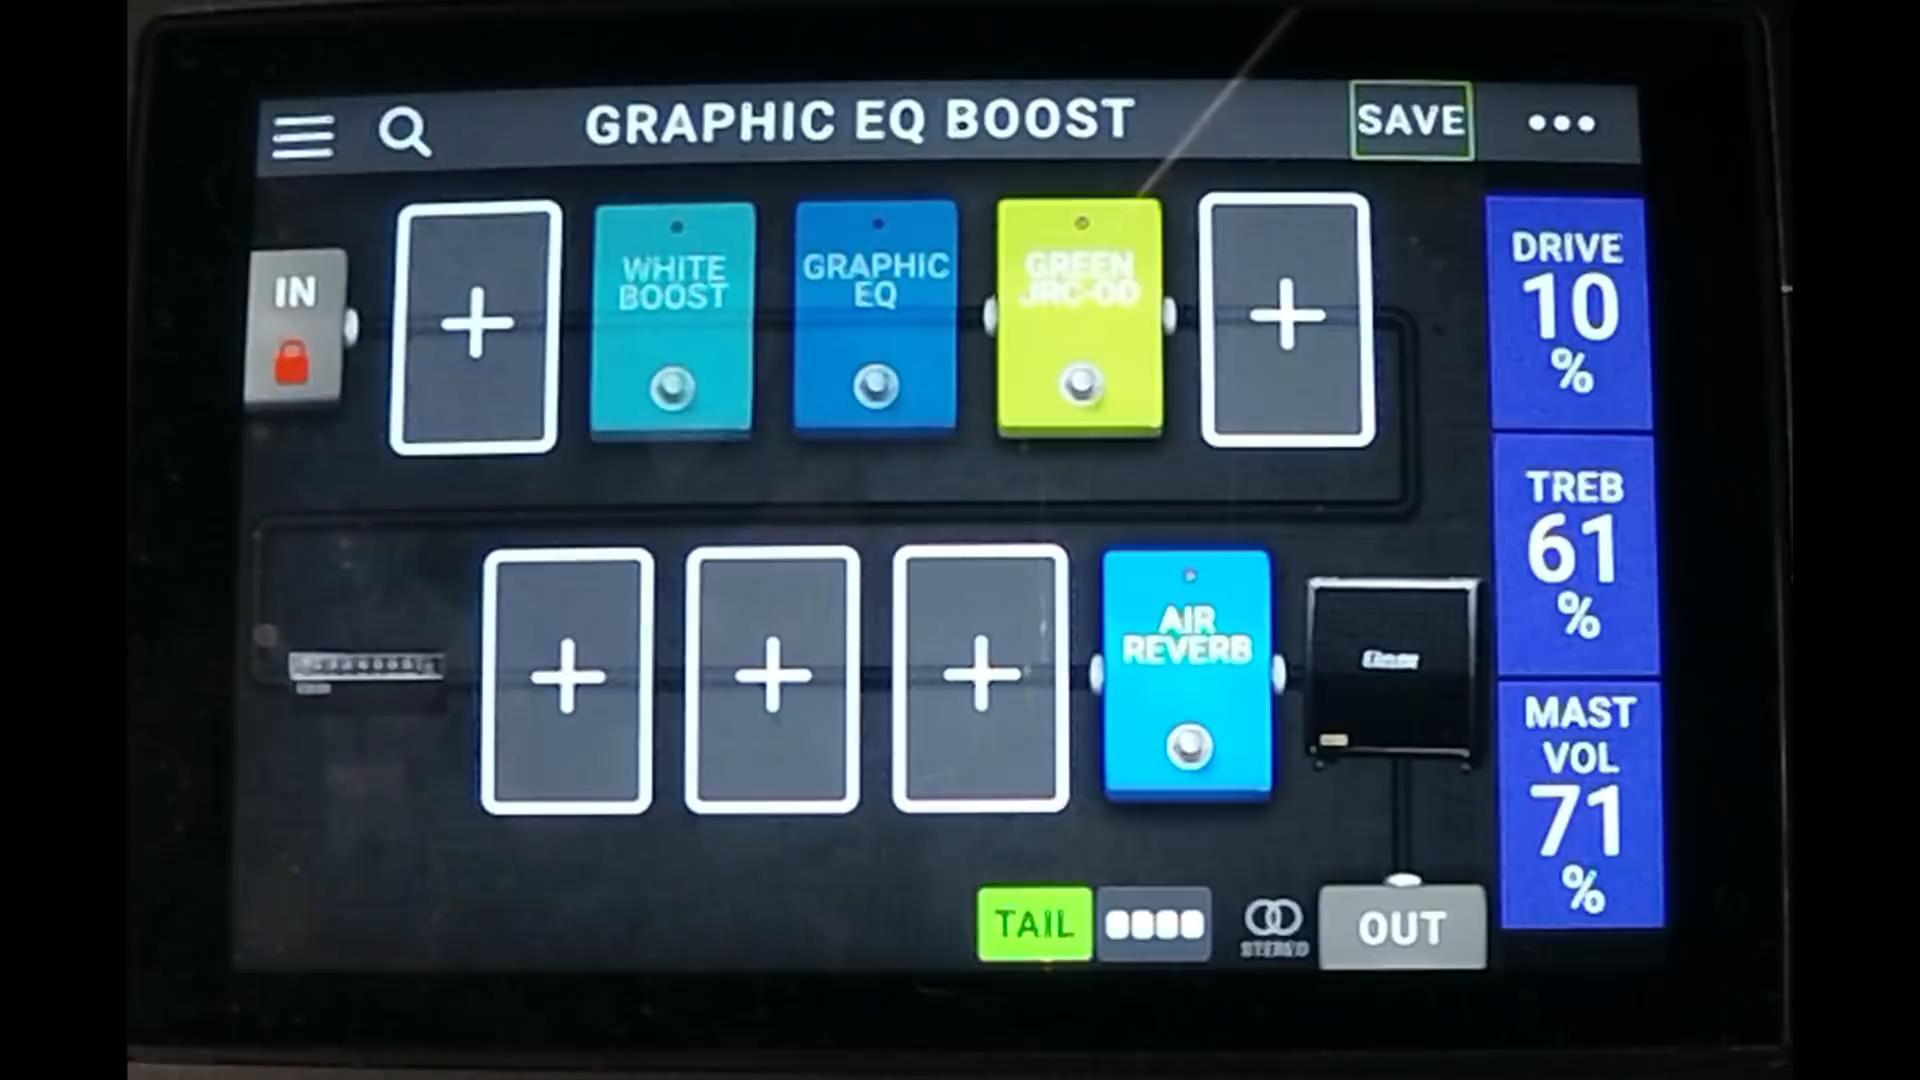 GRAPHIC EQ BOOST
SAVE
IN
WHITE
BOOST
GRAPHIC
EQ
GREEN
JRC-OD
DRIVE
10
%
TREB
61
%
AIR
REVERB
MAST
VOL
71
%
TAIL
STEREO
OUT